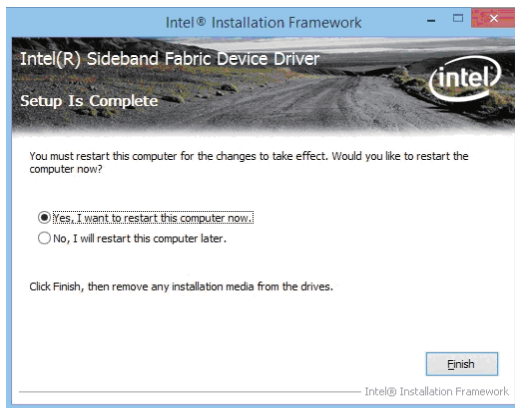 Intel® Installation Framework
Intel(R) Sideband Fabric Device Driver
intel
Setup Is Complete
You must restart this computer for the changes to take effect. Would you like to restart the
computer now?
Yes, I want to restart this computer now.
No, I will restart this computer later.
Click Finish, then remove any installation media from the drives.
Finish
Intel® Installation Framework